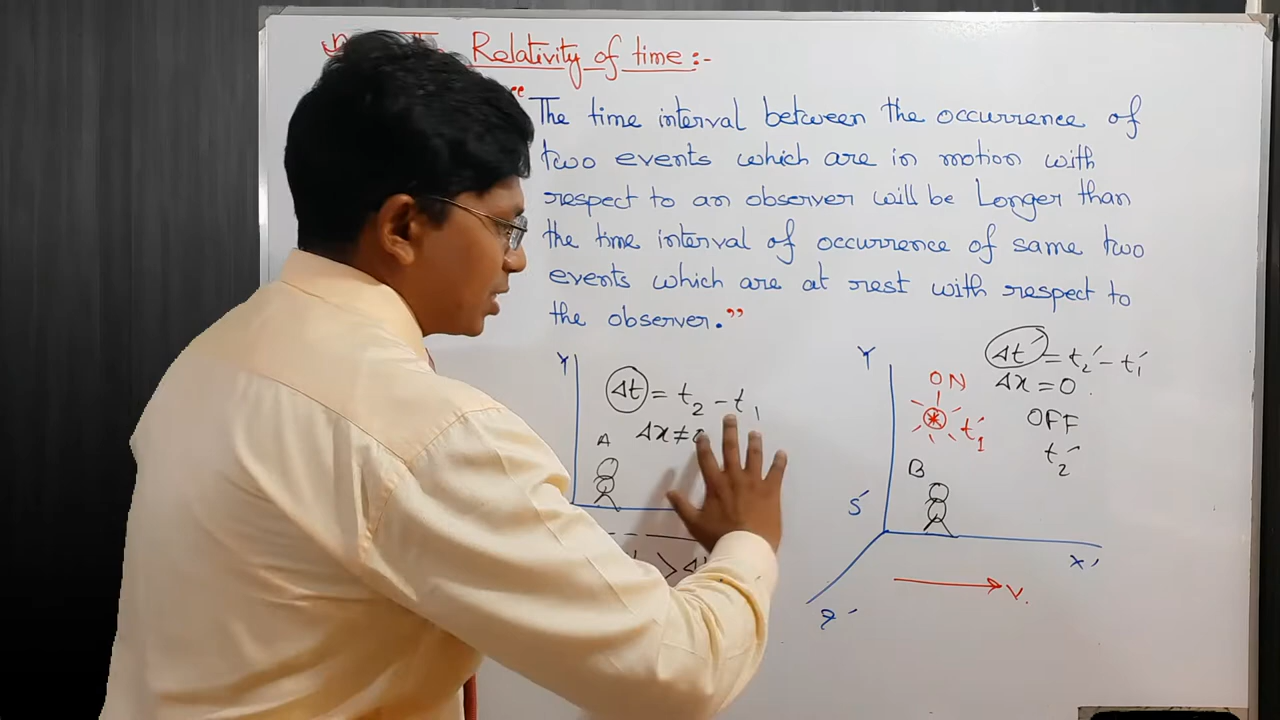 Relativity of time:-
"The time interval between the occurrence of
two events which are in motion with
respect to an observer will be Longer than
the time interval of occurrence of same two
events which are at rest with respect to
the observer."
Y
Δt = t₂ - t₁
Δx ≠ 0
A
Y
Δt′ = t₂′ - t₁′
ON
Δx = 0
OFF
t₁′
t₂′
B
S′
X′
V.